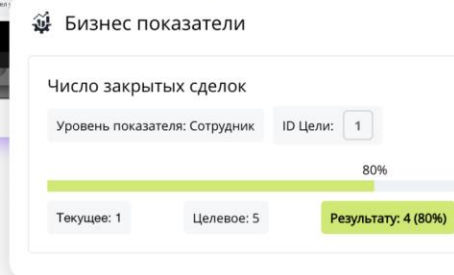 Бизнес показатели
Число закрытых сделок
Уровень показателя: Сотрудник ID Цели: 1
80%
Текущее: 1 Целевое: 5 Результату: 4 (80%)